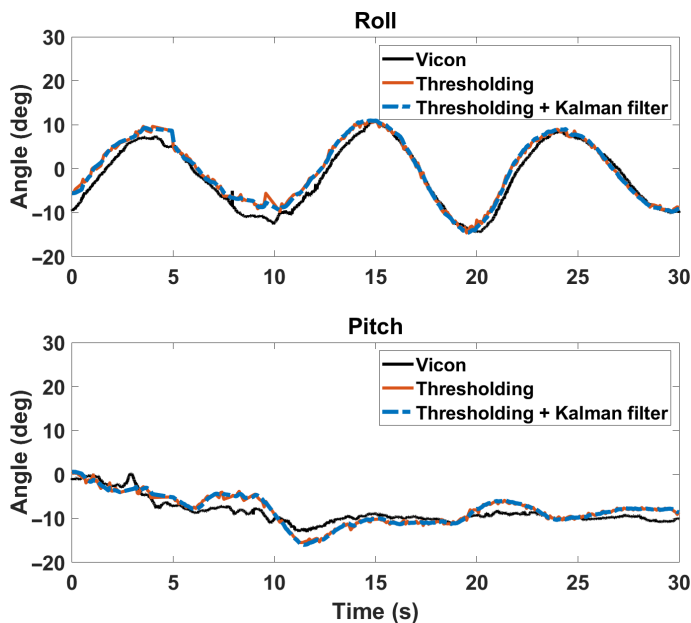 Roll
30
20
10
0
−10
−20
Angle (deg)
Vicon
Thresholding
Thresholding + Kalman filter
0 5 10 15 20 25 30
Pitch
30
20
10
0
−10
−20
Angle (deg)
Vicon
Thresholding
Thresholding + Kalman filter
0 5 10 15 20 25 30
Time (s)